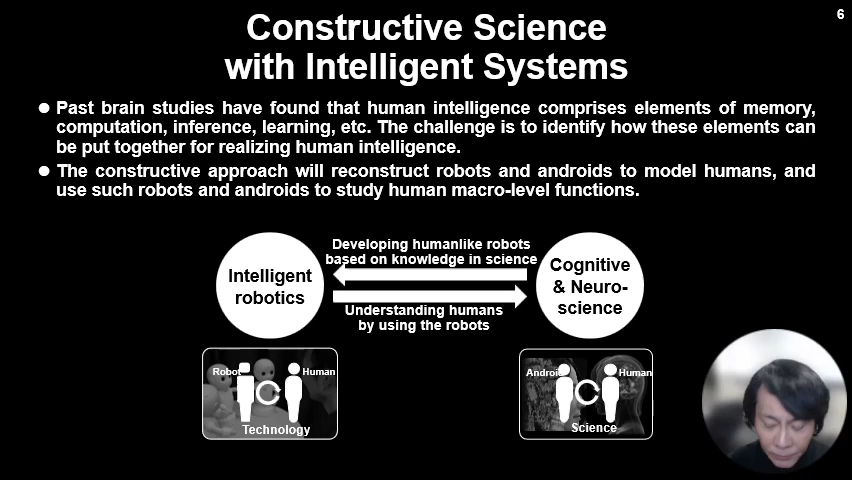 6
Constructive Science
with Intelligent Systems
● Past brain studies have found that human intelligence comprises elements of memory,
computation, inference, learning, etc. The challenge is to identify how these elements can
be put together for realizing human intelligence.
● The constructive approach will reconstruct robots and androids to model humans, and
use such robots and androids to study human macro-level functions.
Developing humanlike robots
based on knowledge in science
Intelligent
robotics
Cognitive
& Neuro-
science
Understanding humans
by using the robots
Robot
Human
Technology
Android
Human
Science